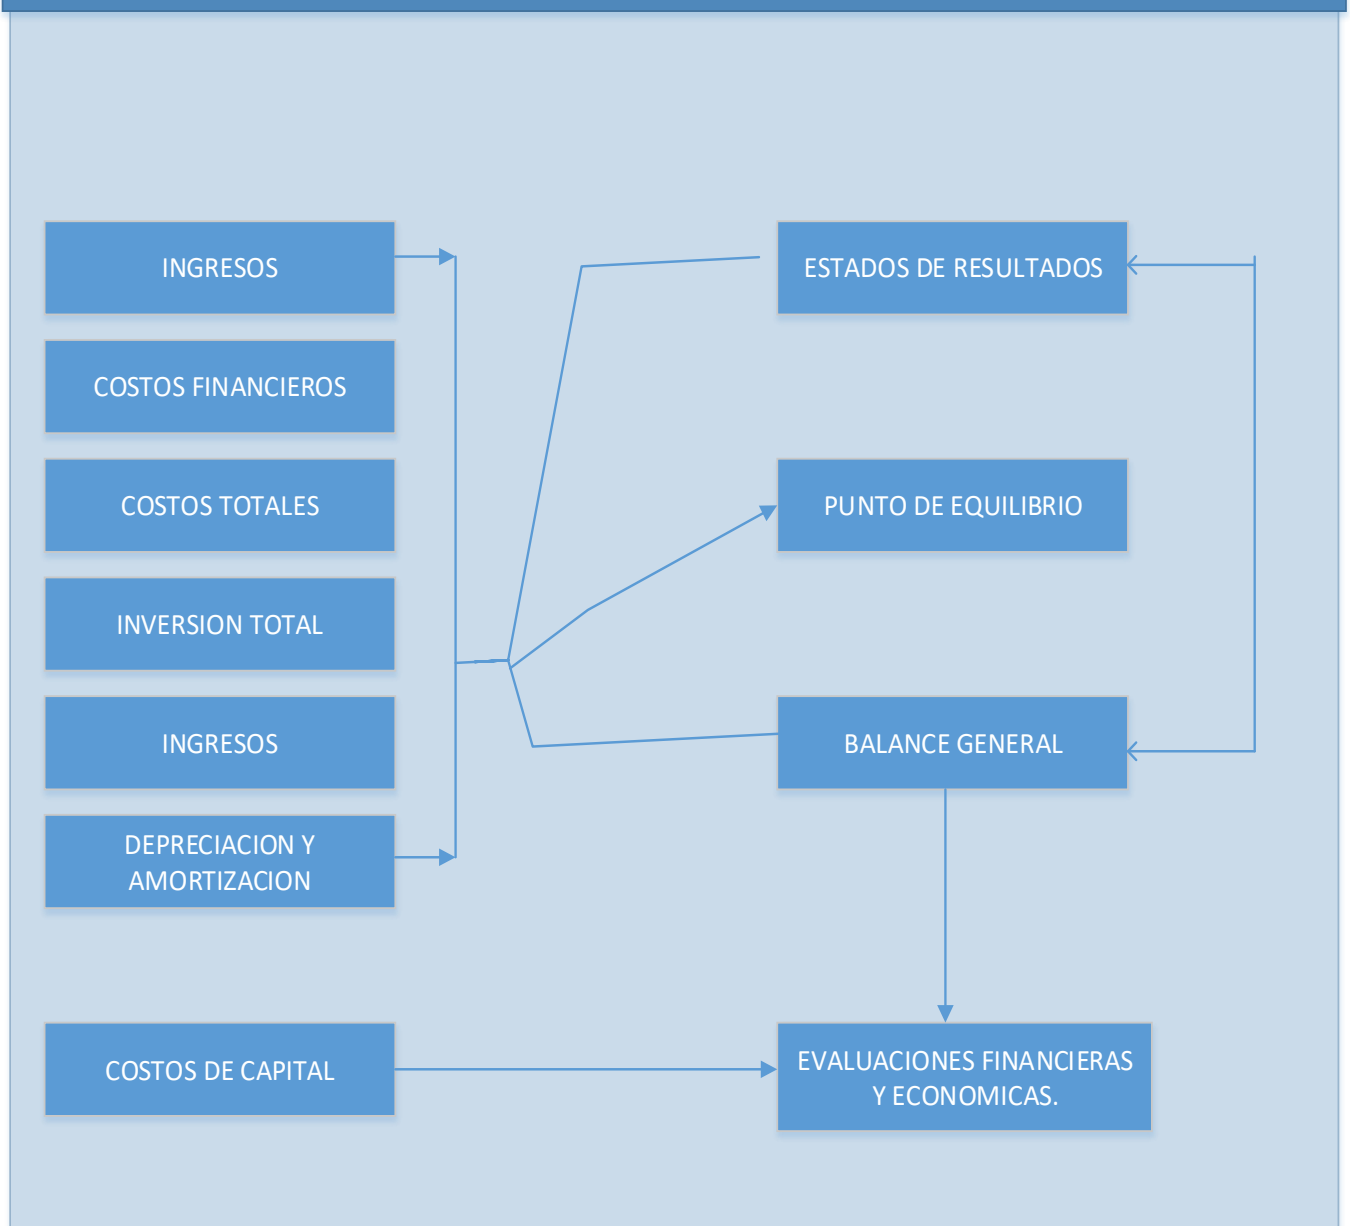 INGRESOS
COSTOS FINANCIEROS
COSTOS TOTALES
INVERSION TOTAL
INGRESOS
DEPRECIACION Y
AMORTIZACION
COSTOS DE CAPITAL
ESTADOS DE RESULTADOS
PUNTO DE EQUILIBRIO
BALANCE GENERAL
EVALUACIONES FINANCIERAS
Y ECONOMICAS.